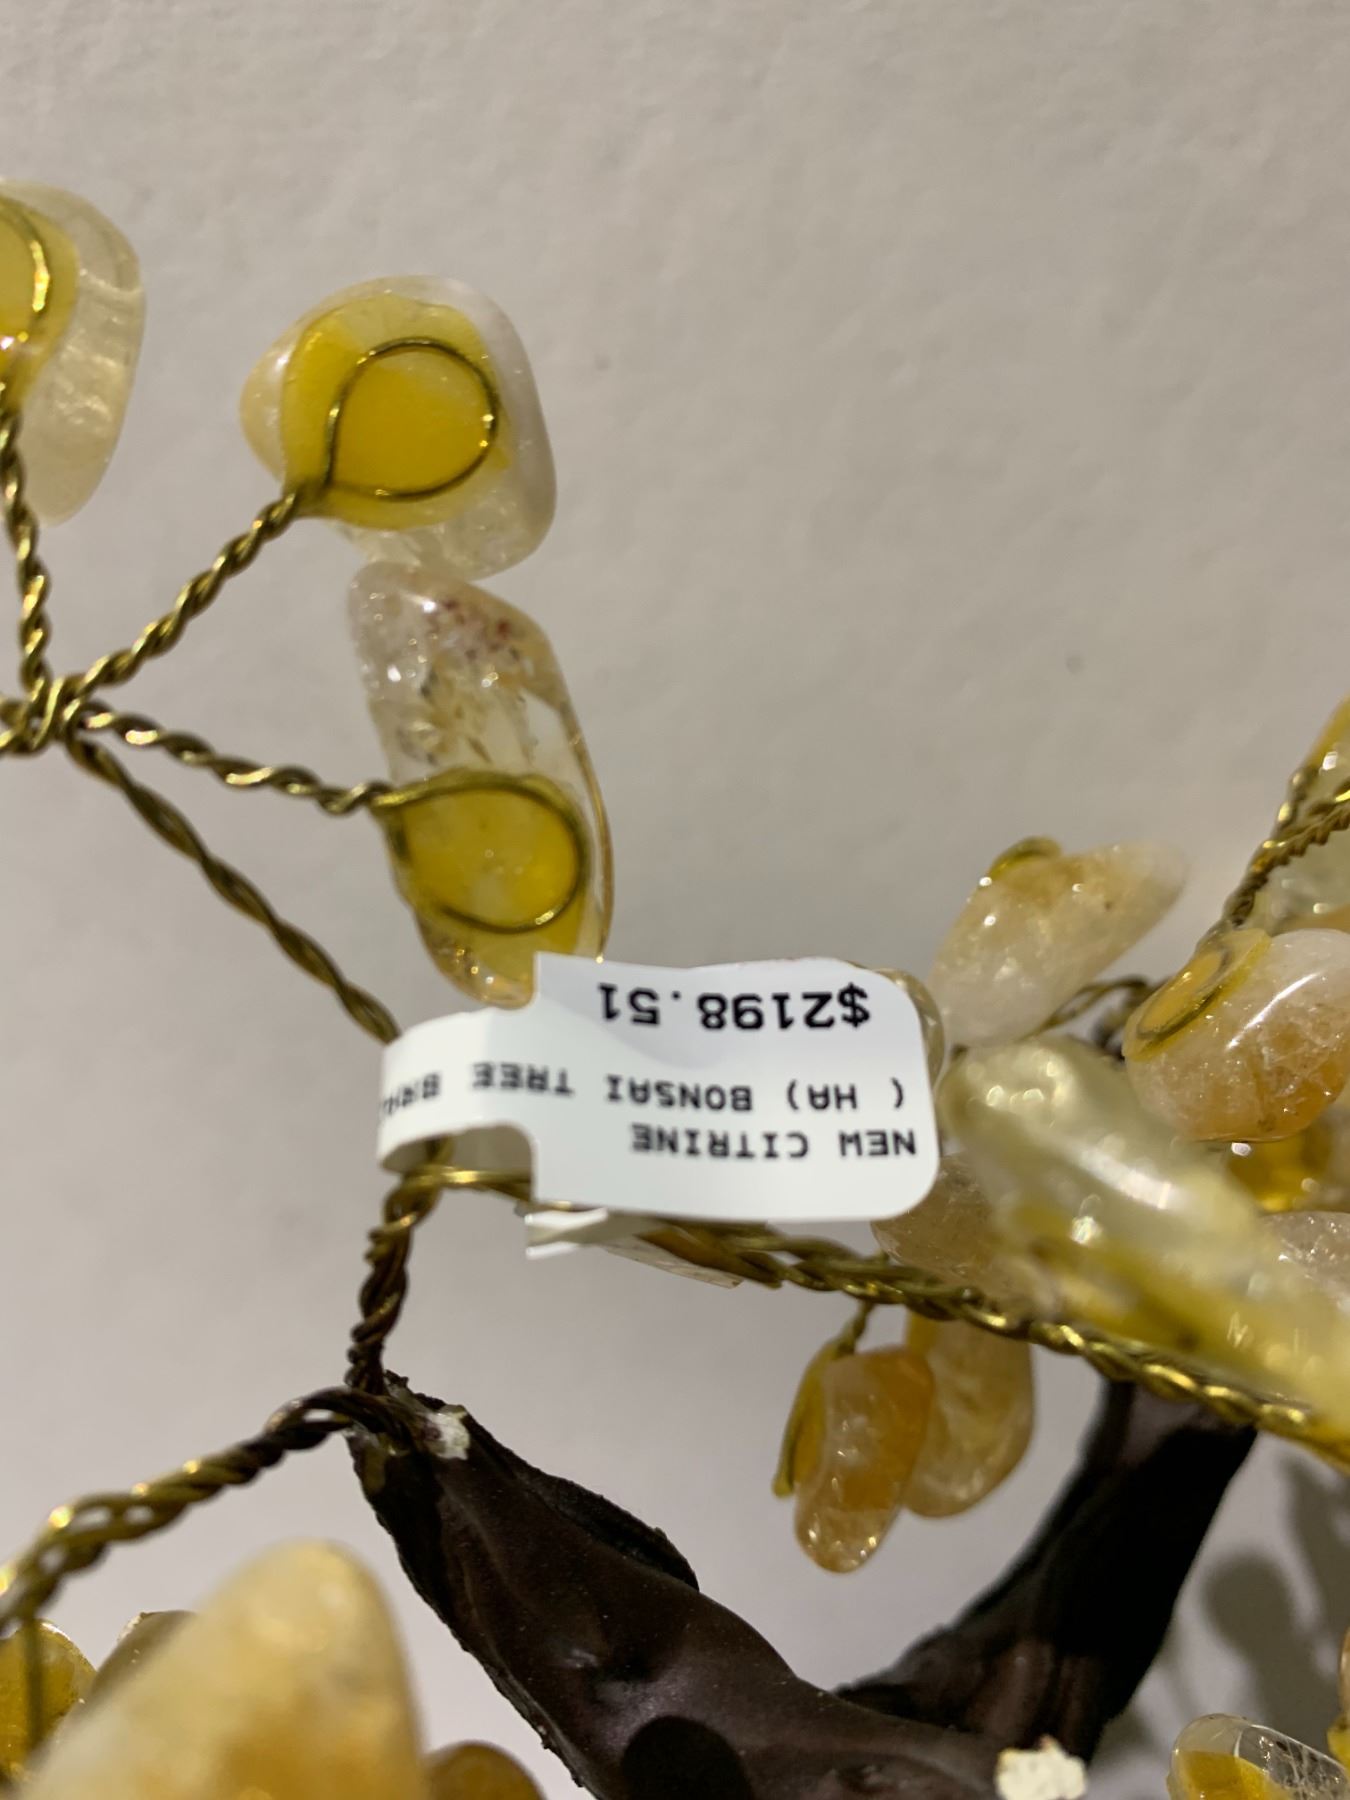 NEW CITRINE
( HA) BONSAI TREE
$2198.51